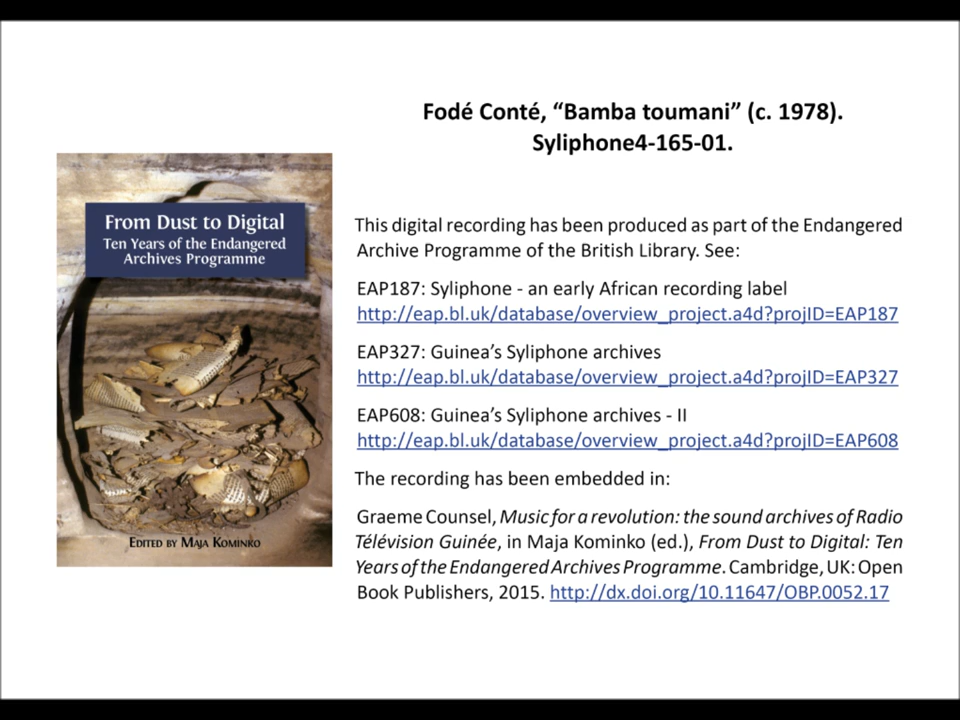 Fodé Conté, “Bamba toumani” (c. 1978).
Syliphone4-165-01.
From Dust to Digital
Ten Years of the Endangered
Archives Programme
EDITED BY MAJA KOMINKO
This digital recording has been produced as part of the Endangered
Archive Programme of the British Library. See:
EAP187: Syliphone - an early African recording label
http://eap.bl.uk/database/overview_project.a4d?projID=EAP187
EAP327: Guinea’s Syliphone archives
http://eap.bl.uk/database/overview_project.a4d?projID=EAP327
EAP608: Guinea’s Syliphone archives - II
http://eap.bl.uk/database/overview_project.a4d?projID=EAP608
The recording has been embedded in:
Graeme Counsel, Music for a revolution: the sound archives of Radio
Télévision Guinée, in Maja Kominko (ed.), From Dust to Digital: Ten
Years of the Endangered Archives Programme. Cambridge, UK: Open
Book Publishers, 2015. http://dx.doi.org/10.11647/OBP.0052.17